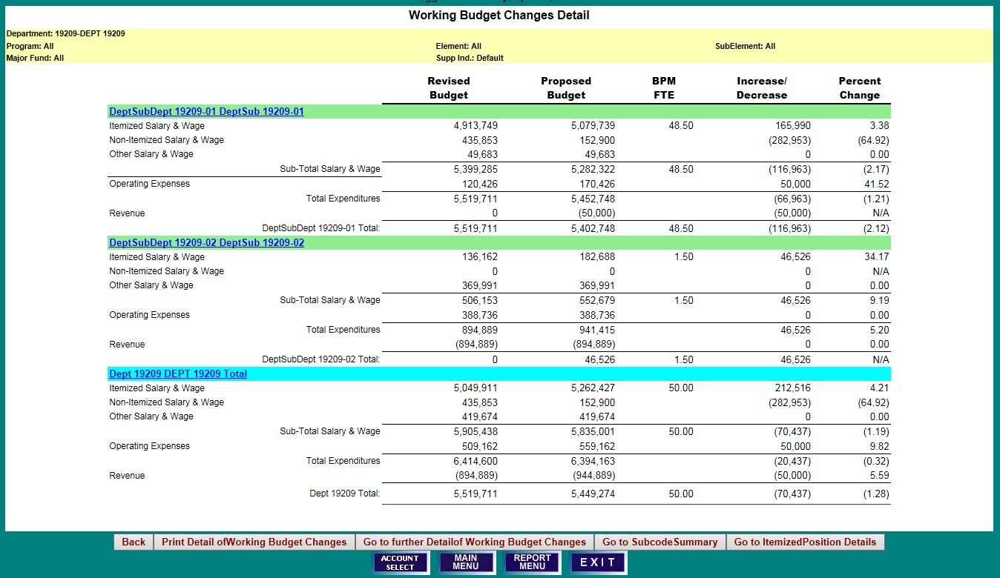 Working Budget Changes Detail
Department: 19209-DEPT 19209
Program: All Element: All SubElement: All
Major Fund: All Supp Ind.: Default
Revised Budget Proposed Budget BPM FTE Increase/ Decrease Percent Change
DeptSubDept 19209-01 DeptSub 19209-01
Itemized Salary & Wage 4,913,749 5,079,739 48.50 165,990 3.38
Non-Itemized Salary & Wage 435,853 152,900 (282,953) (64.92)
Other Salary & Wage 49,683 49,683 0 0.00
Sub-Total Salary & Wage 5,399,285 5,282,322 48.50 (116,963) (2.17)
Operating Expenses 120,426 170,426 50,000 41.52
Total Expenditures 5,519,711 5,452,748 (66,963) (1.21)
Revenue 0 (50,000) (50,000) N/A
DeptSubDept 19209-01 Total: 5,519,711 5,402,748 48.50 (116,963) (2.12)
DeptSubDept 19209-02 DeptSub 19209-02
Itemized Salary & Wage 136,162 182,688 1.50 46,526 34.17
Non-Itemized Salary & Wage 0 0 0 N/A
Other Salary & Wage 369,991 369,991 0 0.00
Sub-Total Salary & Wage 506,153 552,679 1.50 46,526 9.19
Operating Expenses 388,736 388,736 0 0.00
Total Expenditures 894,889 941,415 46,526 5.20
Revenue (894,889) (894,889) 0 0.00
DeptSubDept 19209-02 Total: 0 46,526 1.50 46,526 N/A
Dept 19209 DEPT 19209 Total
Itemized Salary & Wage 5,049,911 5,262,427 50.00 212,516 4.21
Non-Itemized Salary & Wage 435,853 152,900 (282,953) (64.92)
Other Salary & Wage 419,674 419,674 0 0.00
Sub-Total Salary & Wage 5,905,438 5,835,001 50.00 (70,437) (1.19)
Operating Expenses 509,162 559,162 50,000 9.82
Total Expenditures 6,414,600 6,394,163 (20,437) (0.32)
Revenue (894,889) (944,889) (50,000) 5.59
Dept 19209 Total: 5,519,711 5,449,274 50.00 (70,437) (1.28)
Back Print Detail ofWorking Budget Changes Go to further Detailof Working Budget Changes Go to SubcodeSummary Go to ItemizedPosition Details
ACCOUNT SELECT MAIN MENU REPORT MENU EXIT